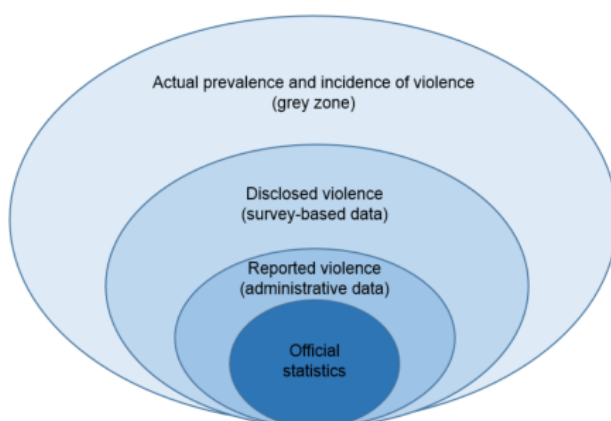 Actual prevalence and incidence of violence
(grey zone)
Disclosed violence
(survey-based data)
Reported violence
(administrative data)
Official
statistics